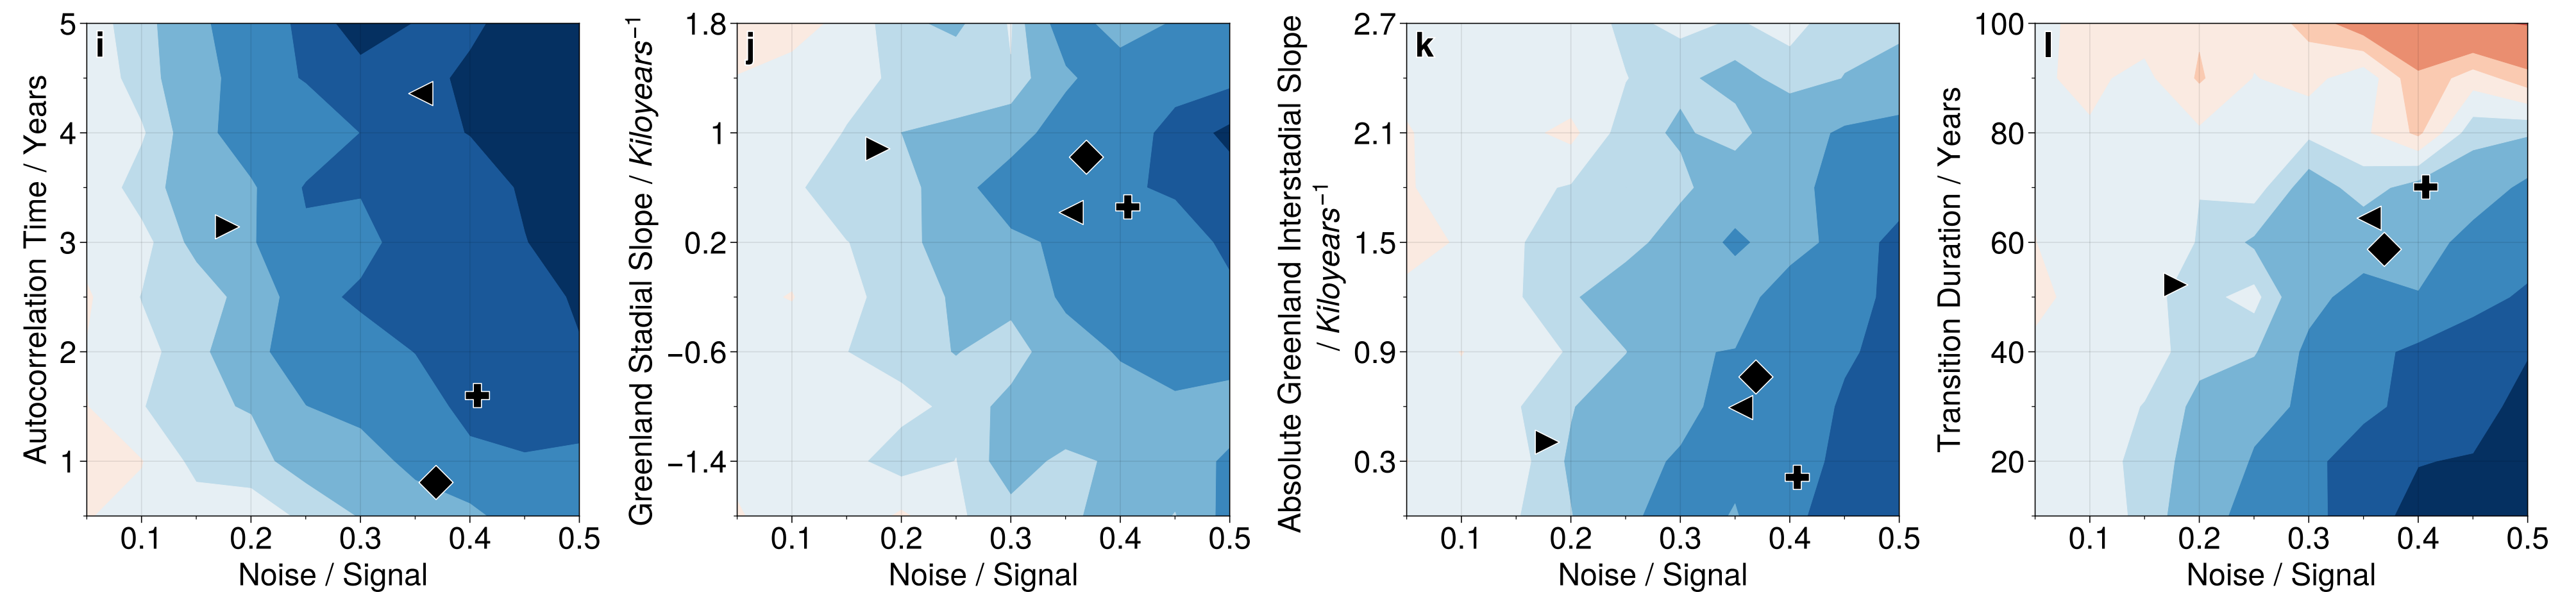 i
5
4
3
2
1
Autocorrelation Time / Years
0.1 0.2 0.3 0.4 0.5
Noise / Signal
j
1.8
1
0.2
−0.6
−1.4
Greenland Stadial Slope / Kiloyears⁻¹
0.1 0.2 0.3 0.4 0.5
Noise / Signal
k
2.7
2.1
1.5
0.9
0.3
Absolute Greenland Interstadial Slope
/ Kiloyears⁻¹
0.1 0.2 0.3 0.4 0.5
Noise / Signal
l
100
80
60
40
20
Transition Duration / Years
0.1 0.2 0.3 0.4 0.5
Noise / Signal